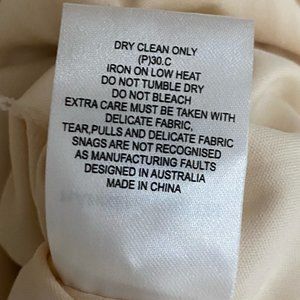 DRY CLEAN ONLY
(P)30.C
IRON ON LOW HEAT
DO NOT TUMBLE DRY
DO NOT BLEACH
EXTRA CARE MUST BE TAKEN WITH
DELICATE FABRIC,
TEAR,PULLS AND DELICATE FABRIC
SNAGS ARE NOT RECOGNISED
AS MANUFACTURING FAULTS
DESIGNED IN AUSTRALIA
MADE IN CHINA